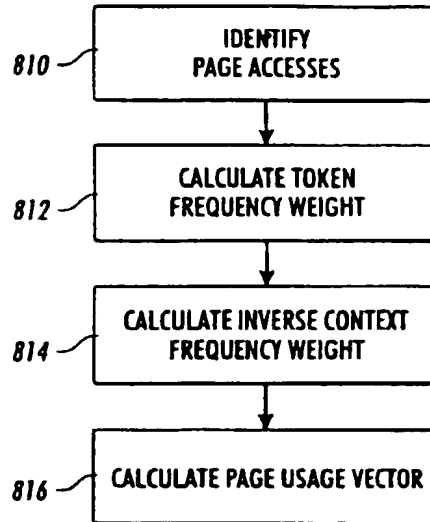 810
IDENTIFY
PAGE ACCESSES
812
CALCULATE TOKEN
FREQUENCY WEIGHT
814
CALCULATE INVERSE CONTEXT
FREQUENCY WEIGHT
816
CALCULATE PAGE USAGE VECTOR